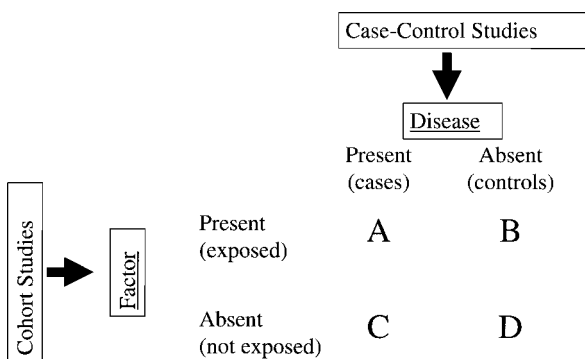 Case-Control Studies
Disease
Present Absent
(cases) (controls)
Cohort Studies
Factor
Present
(exposed)
A B
Absent
(not exposed)
C D